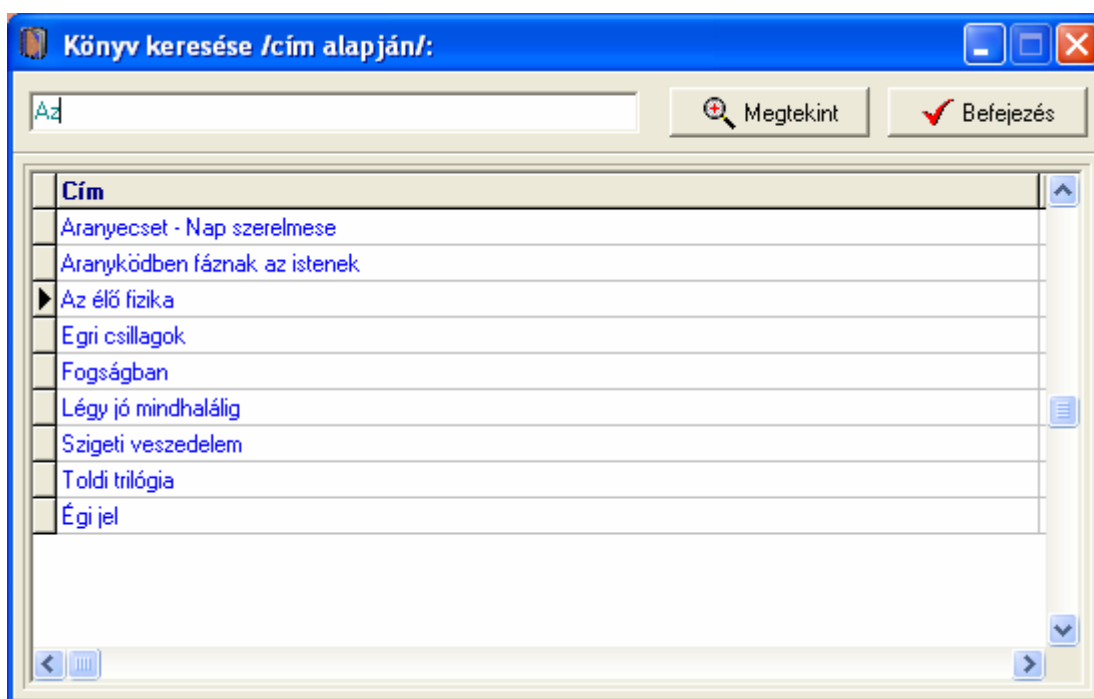 Könyv keresése /cím alapján/:
Az
Megtekint
Befejezés
Cím
Aranyecset - Nap szerelmese
Aranyködben fáznak az istenek
Az élő fizika
Egri csillagok
Fogságban
Légy jó mindhalálig
Szigeti veszedelem
Toldi trilógia
Égi jel